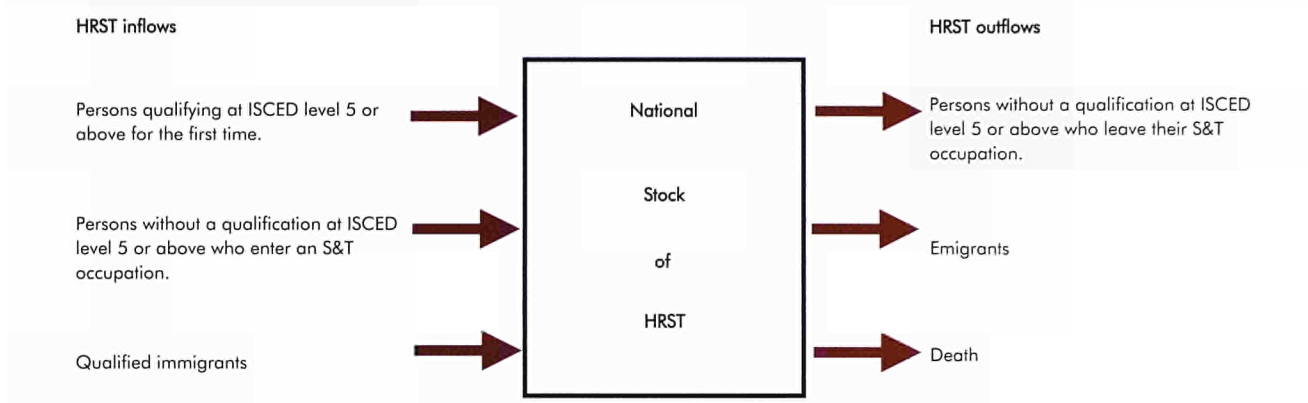 HRST inflows
HRST outflows
Persons qualifying at ISCED level 5 or
above for the first time.
Persons without a qualification at ISCED
level 5 or above who enter an S&T
occupation.
Qualified immigrants
National
Stock
of
HRST
Persons without a qualification at ISCED
level 5 or above who leave their S&T
occupation.
Emigrants
Death